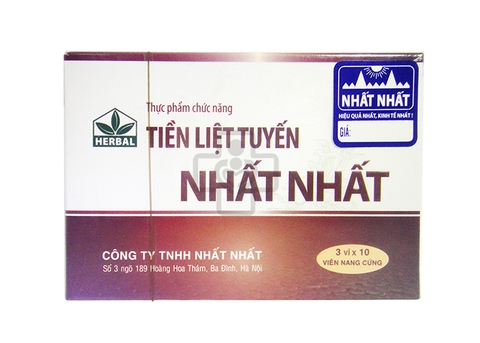 NHẤT NHẤT
HIỆU QUẢ NHẤT, KINH TẾ NHẤT !
GIÁ:
Thực phẩm chức năng
HERBAL
TIỀN LIỆT TUYẾN
NHẤT NHẤT
CÔNG TY TNHH NHẤT NHẤT
Số 3 ngõ 189 Hoàng Hoa Thám, Ba Đình, Hà Nội
3 vỉ x 10
VIÊN NANG CỨNG